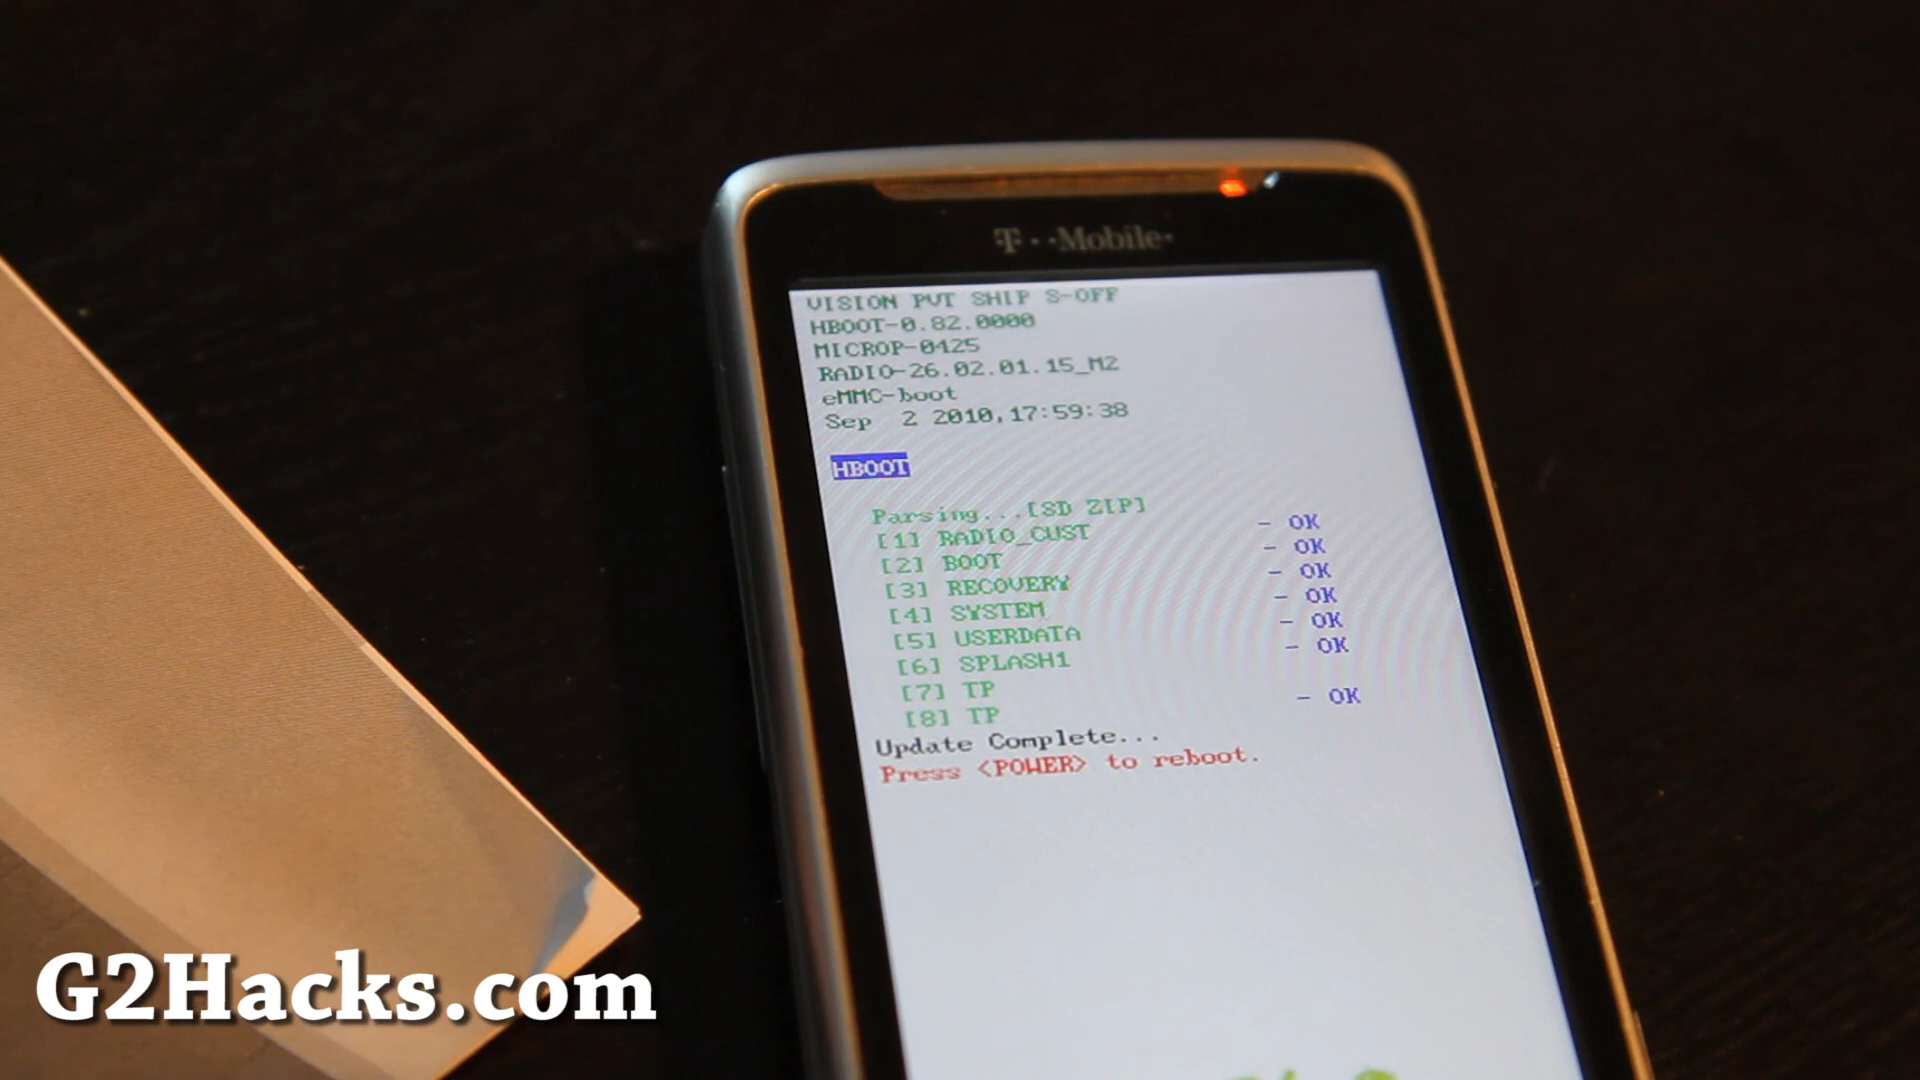 T··Mobile·
VISION PVT SHIP S-OFF
HBOOT-0.82.0000
MICROP-0425
RADIO-26.02.01.15_M2
eMMC-boot
Sep 2 2010,17:59:38
HBOOT
Parsing...[SD ZIP]
[1] RADIO_CUST - OK
[2] BOOT - OK
[3] RECOVERY - OK
[4] SYSTEM - OK
[5] USERDATA - OK
[6] SPLASH1 - OK
[7] TP
[8] TP - OK
Update Complete...
Press <POWER> to reboot.
G2Hacks.com